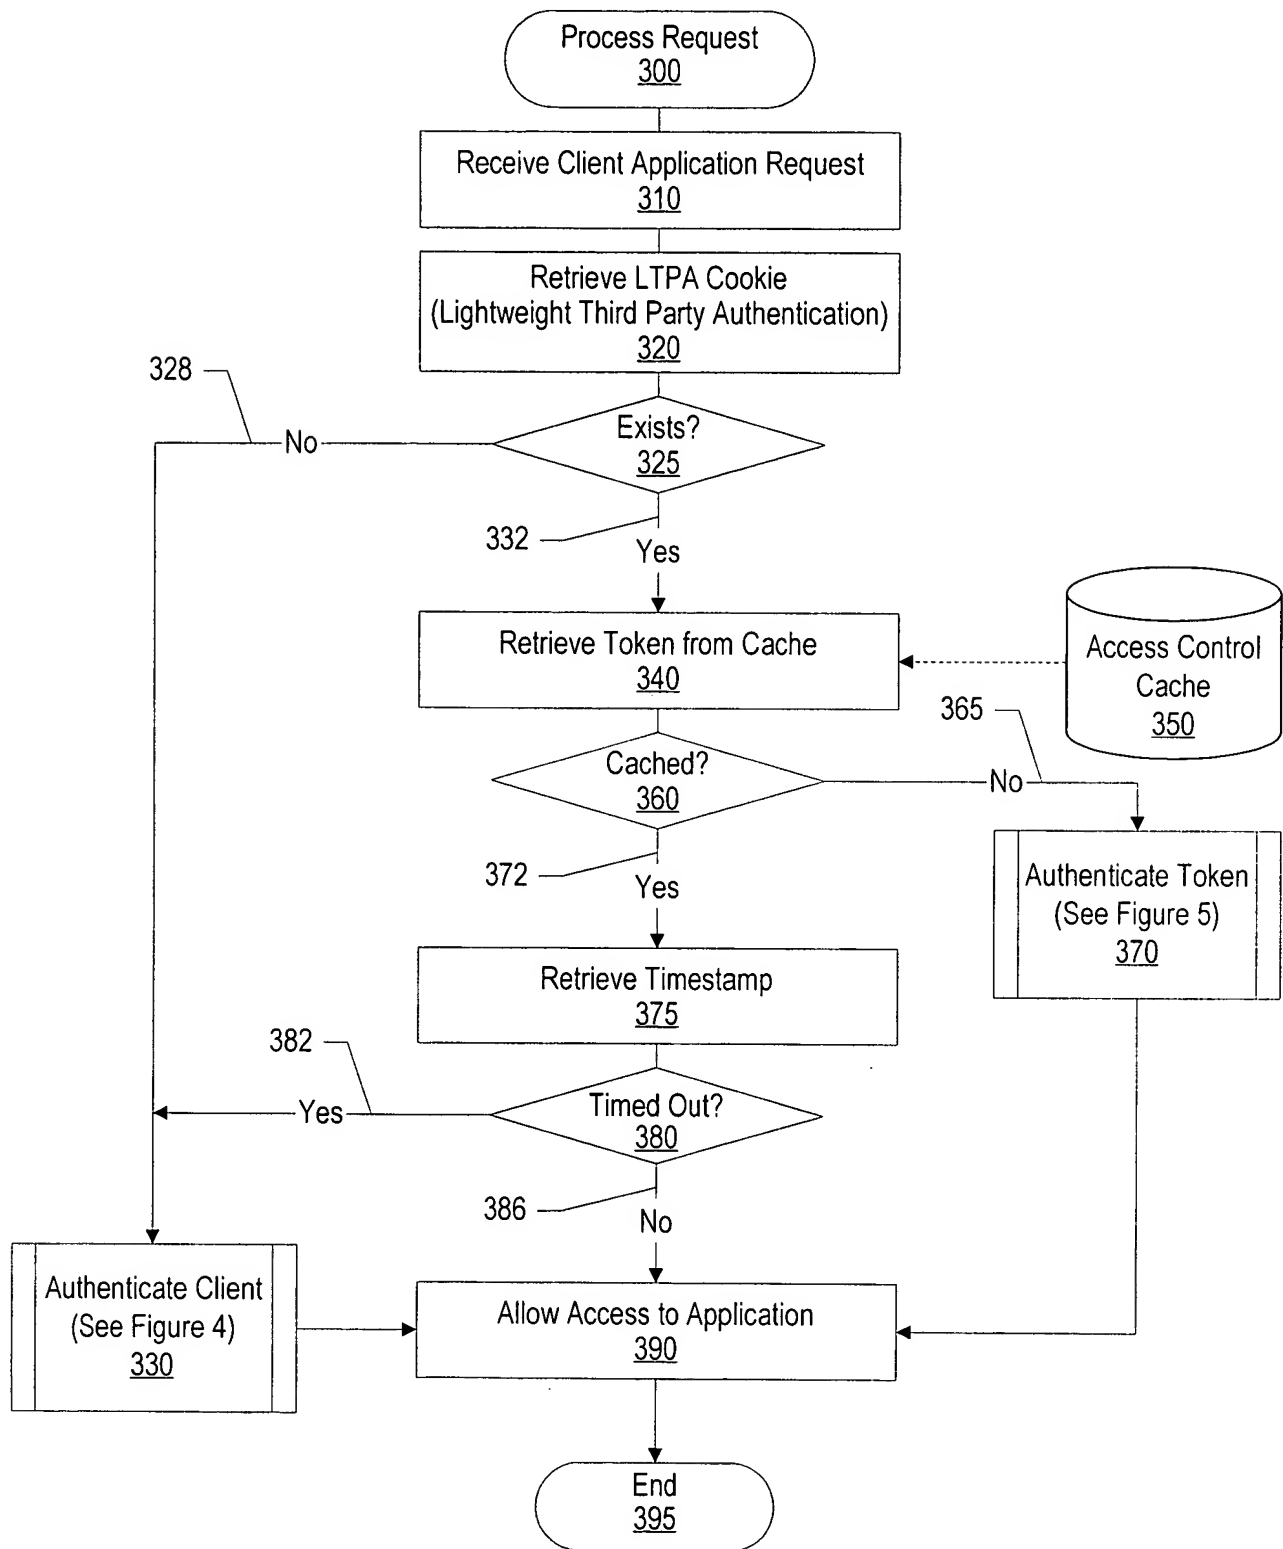 Process Request
300
Receive Client Application Request
310
Retrieve LTPA Cookie
(Lightweight Third Party Authentication)
320
328
No
Exists?
325
332
Yes
Retrieve Token from Cache
340
Access Control
Cache
350
365
Cached?
360
No
372
Yes
Authenticate Token
(See Figure 5)
370
Retrieve Timestamp
375
382
Yes
Timed Out?
380
386
No
Authenticate Client
(See Figure 4)
330
Allow Access to Application
390
End
395